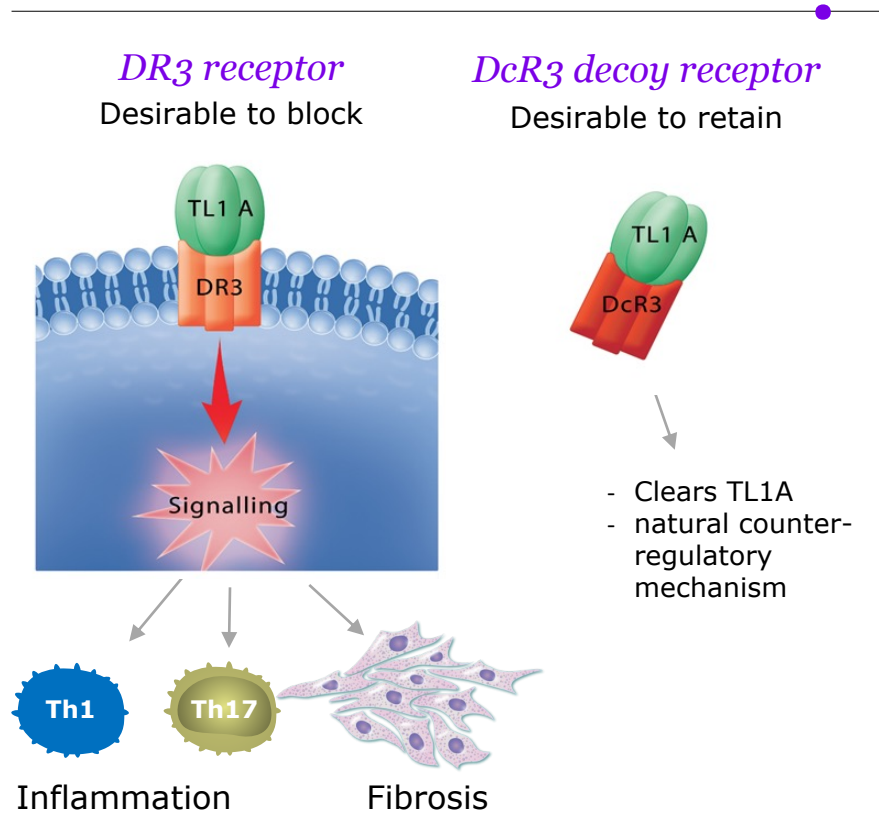 DR3 receptor
Desirable to block
TL1 A
DR3
Signalling
Th1
Th17
Inflammation
Fibrosis
DcR3 decoy receptor
Desirable to retain
TL1 A
DcR3
- Clears TL1A
- natural counter-
regulatory
mechanism